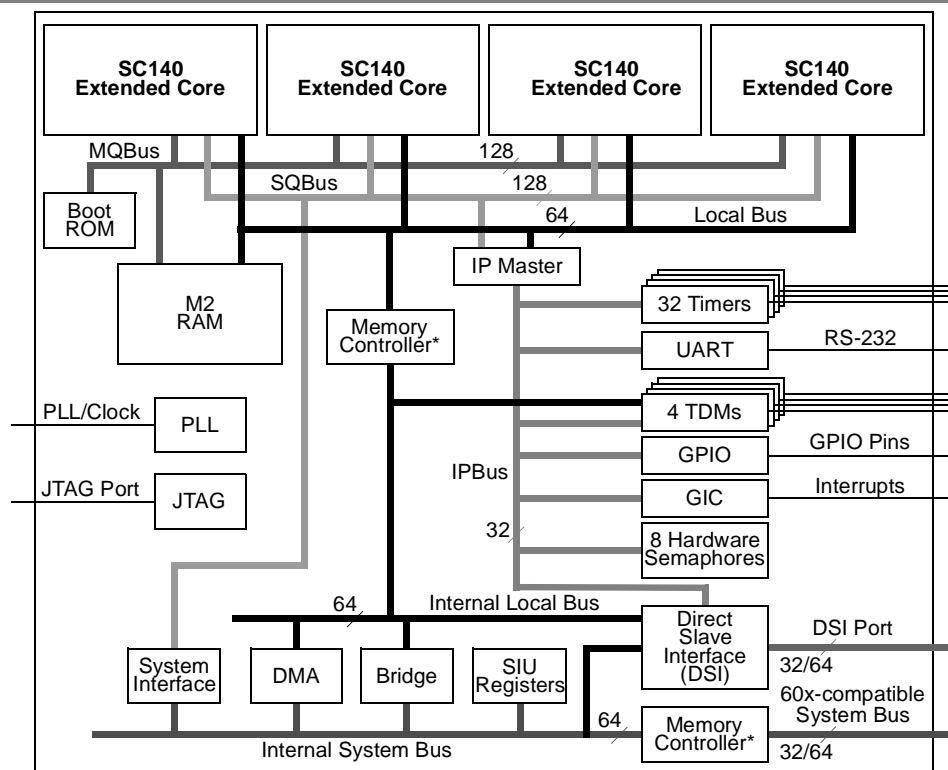 SC140
Extended Core
SC140
Extended Core
SC140
Extended Core
SC140
Extended Core
MQBus
128
SQBus
128
64
Local Bus
Boot
ROM
IP Master
M2
RAM
Memory
Controller*
32 Timers
UART
RS-232
PLL/Clock
PLL
4 TDMs
GPIO
GPIO Pins
IPBus
JTAG Port
JTAG
GIC
Interrupts
32
8 Hardware
Semaphores
64
Internal Local Bus
Direct
Slave
Interface
(DSI)
DSI Port
32/64
System
Interface
DMA
Bridge
SIU
Registers
60x-compatible
System Bus
64
Memory
Controller*
32/64
Internal System Bus